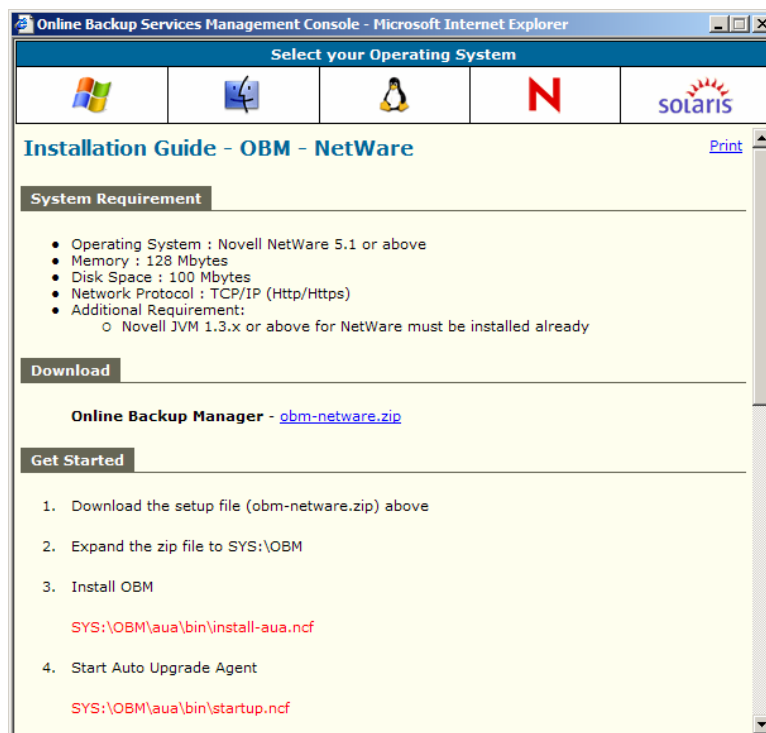 Online Backup Services Management Console - Microsoft Internet Explorer
Select your Operating System
N
solaris
Installation Guide - OBM - NetWare
Print
System Requirement
• Operating System : Novell NetWare 5.1 or above
• Memory : 128 Mbytes
• Disk Space : 100 Mbytes
• Network Protocol : TCP/IP (Http/Https)
• Additional Requirement:
o Novell JVM 1.3.x or above for NetWare must be installed already
Download
Online Backup Manager - obm-netware.zip
Get Started
1. Download the setup file (obm-netware.zip) above
2. Expand the zip file to SYS:\OBM
3. Install OBM
SYS:\OBM\aua\bin\install-aua.ncf
4. Start Auto Upgrade Agent
SYS:\OBM\aua\bin\startup.ncf